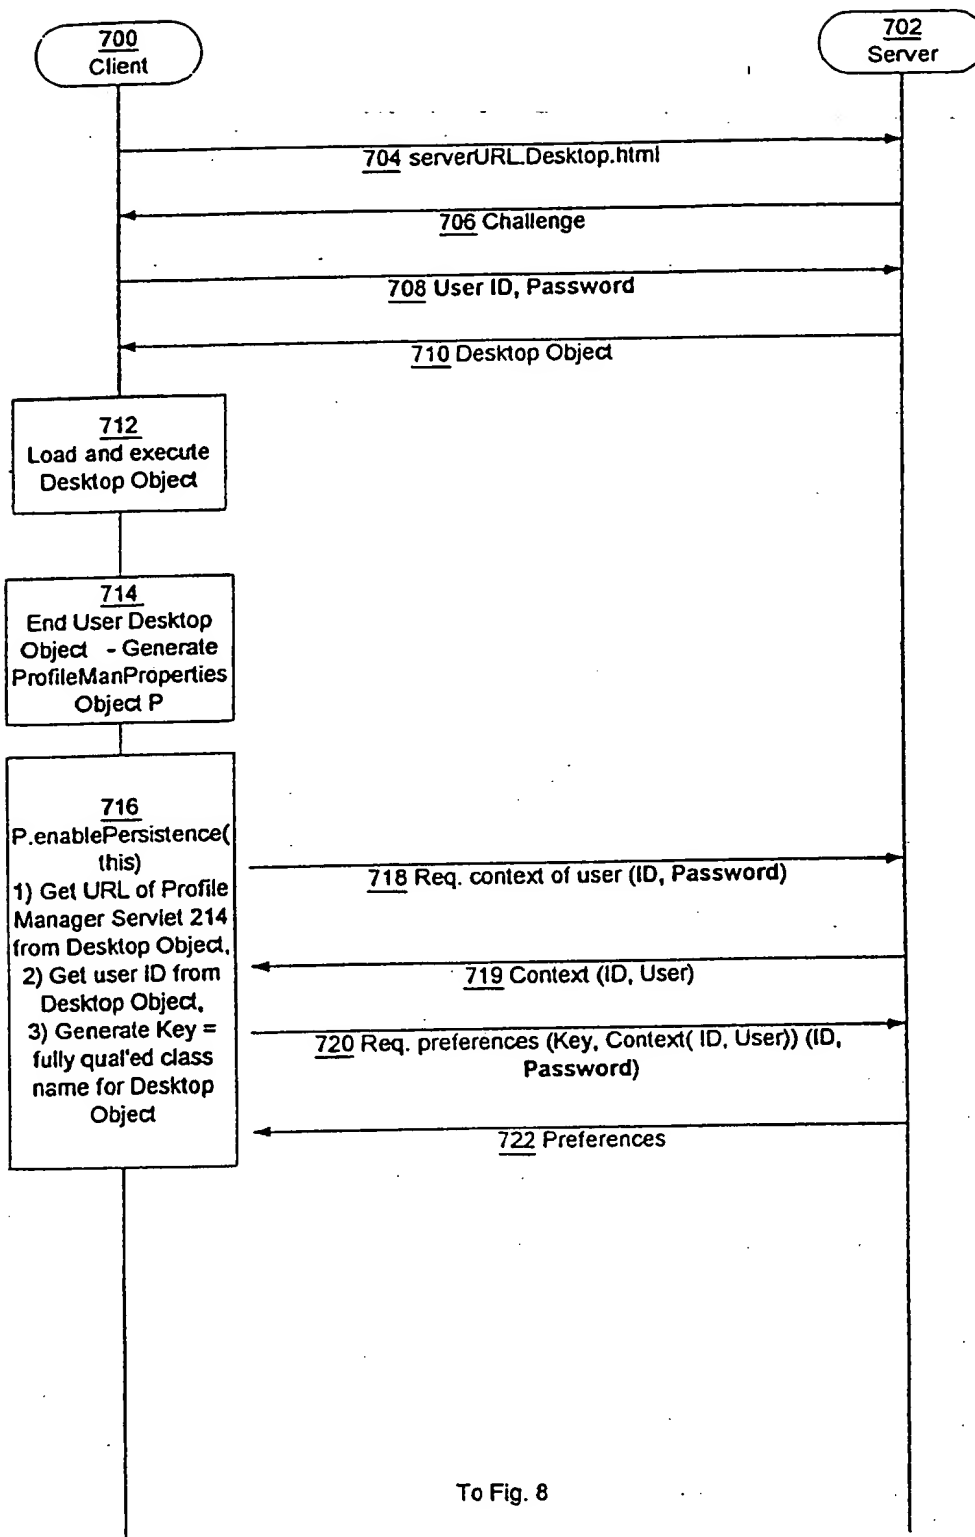 700
Client
702
Server
704 serverURL.Desktop.html
706 Challenge
708 User ID, Password
710 Desktop Object
712
Load and execute
Desktop Object
714
End User Desktop
Object - Generate
ProfileManProperties
Object P
716
P.enablePersistence(
this)
1) Get URL of Profile
Manager Servlet 214
from Desktop Object,
2) Get user ID from
Desktop Object,
3) Generate Key =
fully qual'ed class
name for Desktop
Object
718 Req. context of user (ID, Password)
719 Context (ID, User)
720 Req. preferences (Key, Context( ID, User)) (ID,
Password)
722 Preferences
To Fig. 8